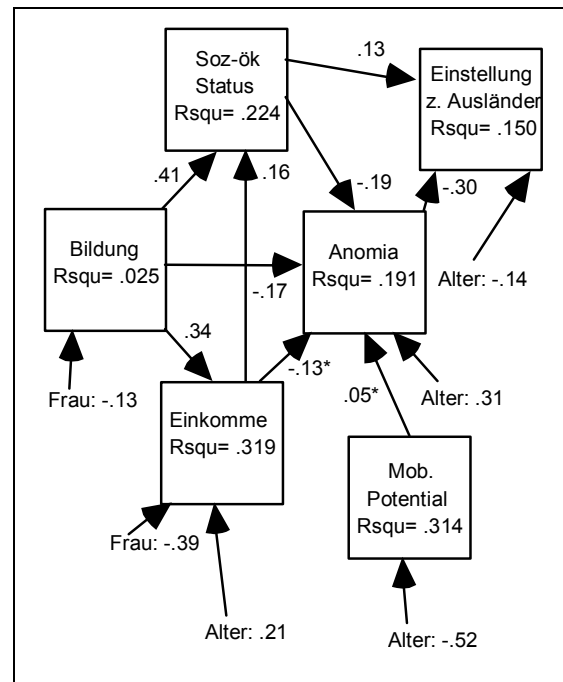 Soz-ök
Status
Rsqu= .224
.13
Einstellung
z. Ausländer
Rsqu= .150
.41
.16
-.19
-.30
Bildung
Rsqu= .025
Anomia
Rsqu= .191
-.17
Alter: -.14
.34
-.13*
Frau: -.13
.05*
Alter: .31
Einkomme
Rsqu= .319
Mob.
Potential
Rsqu= .314
Frau: -.39
Alter: .21
Alter: -.52